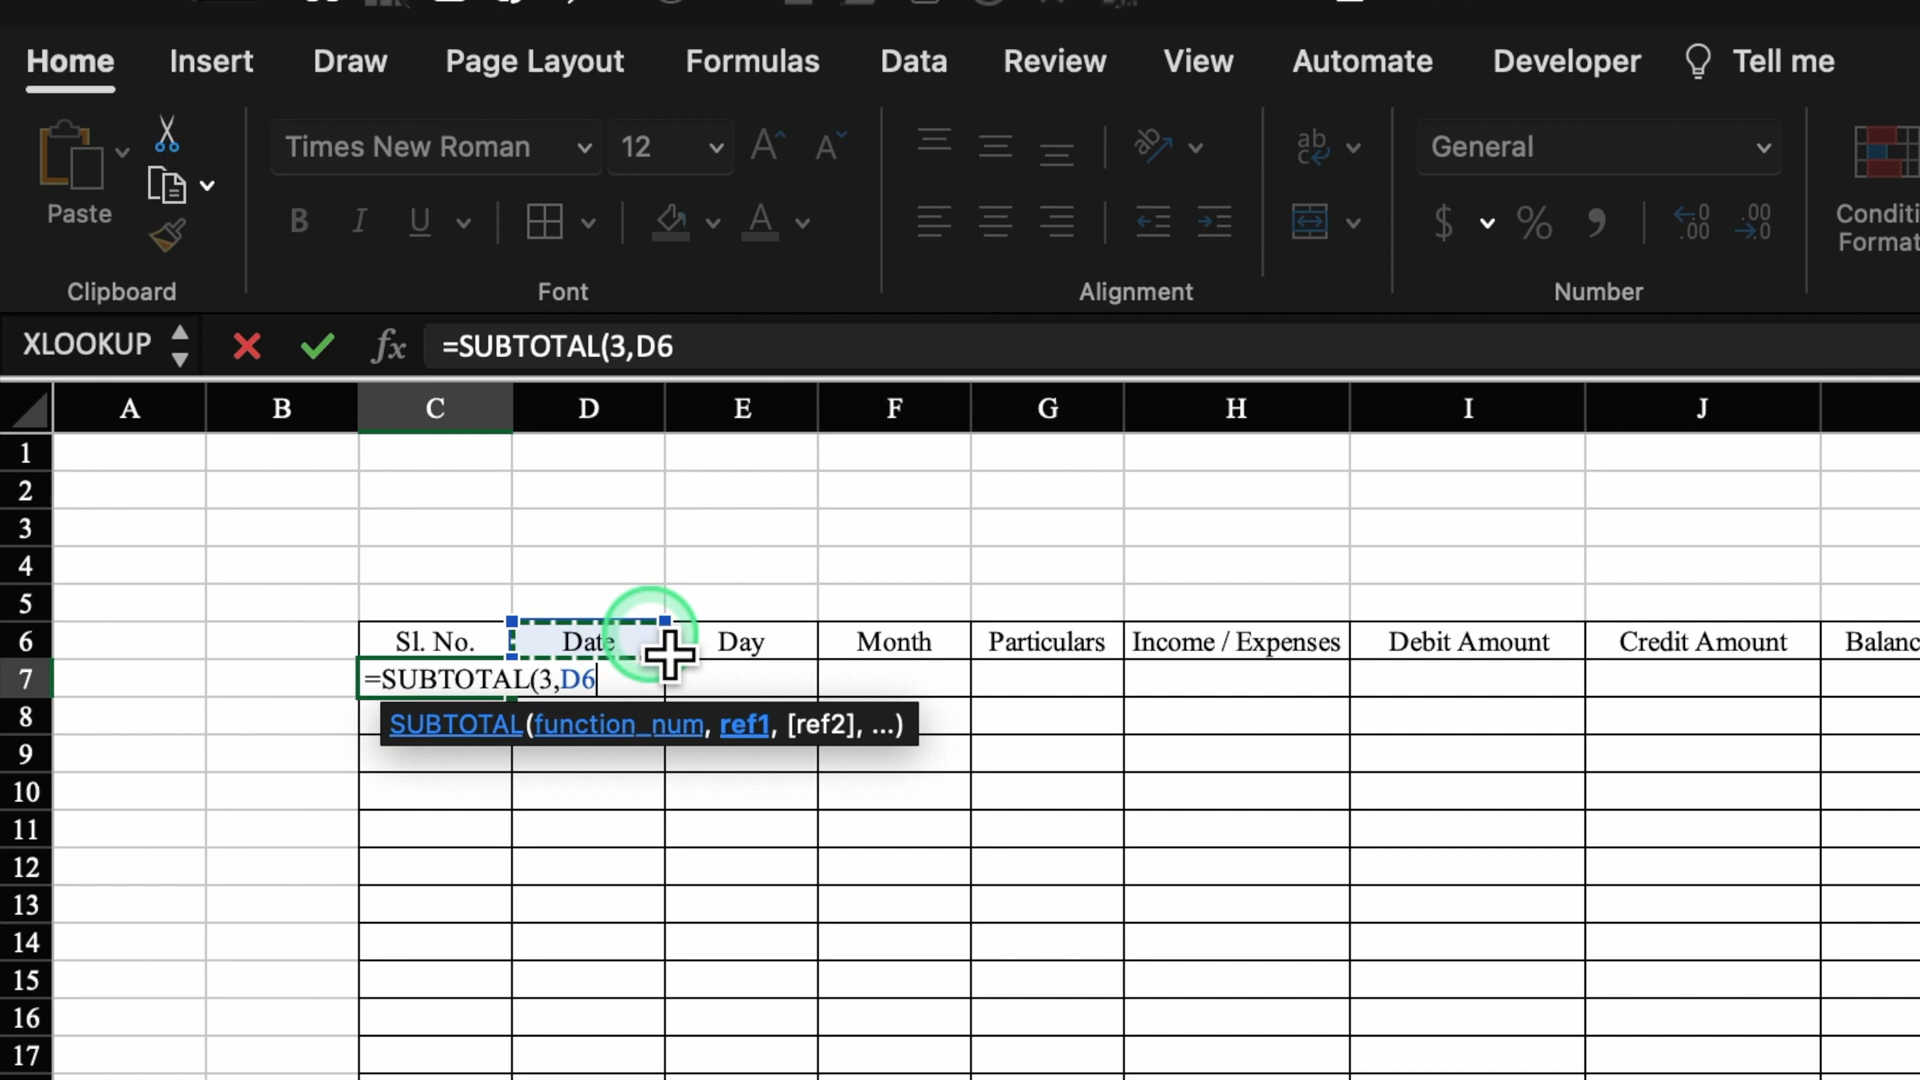 Home Insert Draw Page Layout Formulas Data Review View Automate Developer Tell me
Times New Roman 12 General
Paste
B I U A $ % 9
Conditi
Format
Clipboard Font Alignment Number
XLOOKUP fx =SUBTOTAL(3,D6
A B C D E F G H I J
1
2
3
4
5
6 Sl. No. Date Day Month Particulars Income / Expenses Debit Amount Credit Amount Balanc
7 =SUBTOTAL(3,D6
8 SUBTOTAL(function_num, ref1, [ref2], ...)
9
10
11
12
13
14
15
16
17